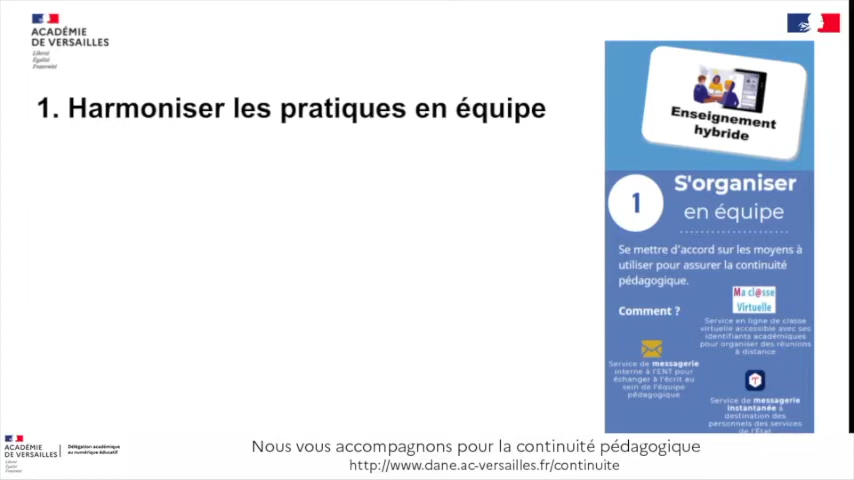 ACADÉMIE
DE VERSAILLES
Liberté
Égalité
Fraternité
1. Harmoniser les pratiques en équipe
Enseignement
hybride
1
S'organiser
en équipe
Se mettre d'accord sur les moyens à
utiliser pour assurer la continuité
pédagogique.
Comment ?
Ma cl@sse
Virtuelle
Service en ligne de classe
virtuelle accessible avec ses
identifiants académiques
pour organiser des réunions
à distance
Service de messagerie
interne à l'ENT pour
échanger à l'écrit au
sein de l'équipe
pédagogique
Service de messagerie
instantanée à
destination des
personnels des services
de l'État
ACADÉMIE
DE VERSAILLES
Liberté
Égalité
Fraternité
Délégation académique
au numérique éducatif
Nous vous accompagnons pour la continuité pédagogique
http://www.dane.ac-versailles.fr/continuite